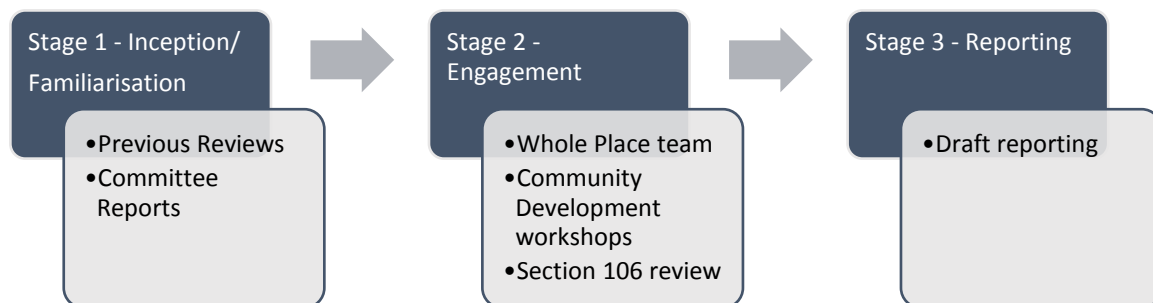 Stage 1 - Inception/
Familiarisation
•Previous Reviews
•Committee
Reports
Stage 2 -
Engagement
•Whole Place team
•Community
Development
workshops
•Section 106 review
Stage 3 - Reporting
•Draft reporting